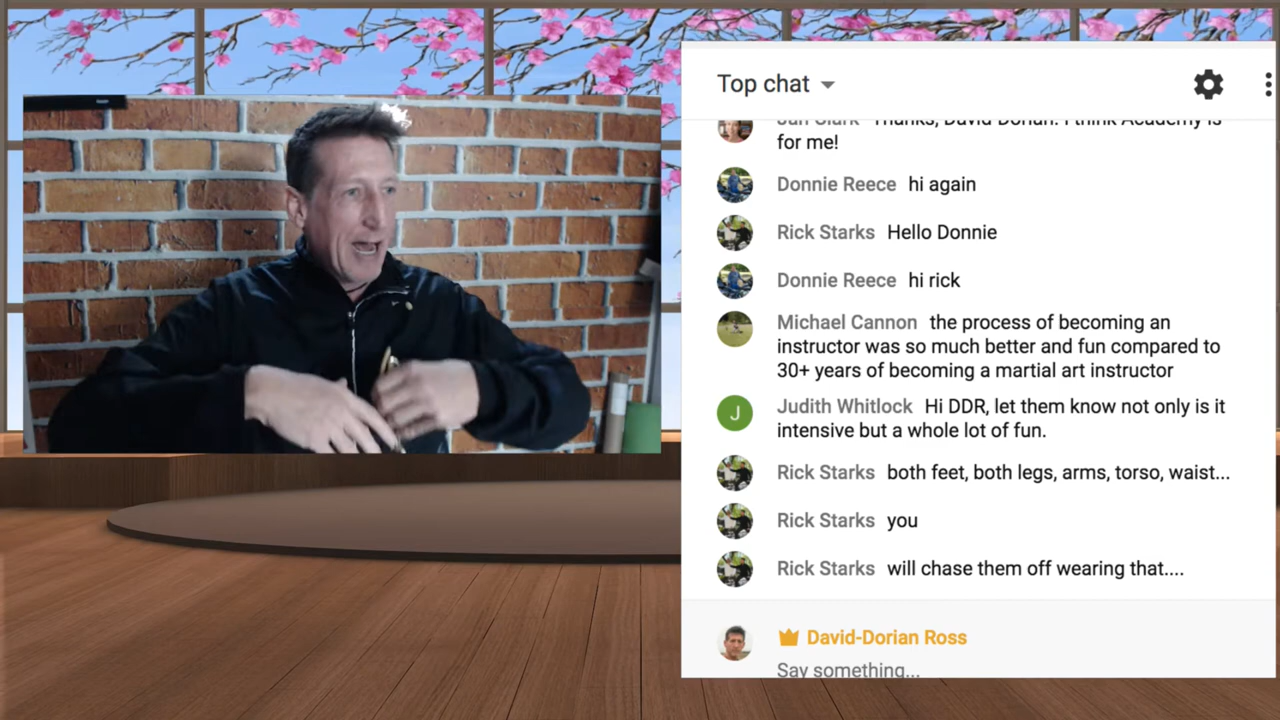 Top chat
Jan Clark Thanks, David Dorian. I think Academy is
for me!
Donnie Reece hi again
Rick Starks Hello Donnie
Donnie Reece hi rick
Michael Cannon the process of becoming an
instructor was so much better and fun compared to
30+ years of becoming a martial art instructor
J Judith Whitlock Hi DDR, let them know not only is it
intensive but a whole lot of fun.
Rick Starks both feet, both legs, arms, torso, waist...
Rick Starks you
Rick Starks will chase them off wearing that....
David-Dorian Ross
Say something...